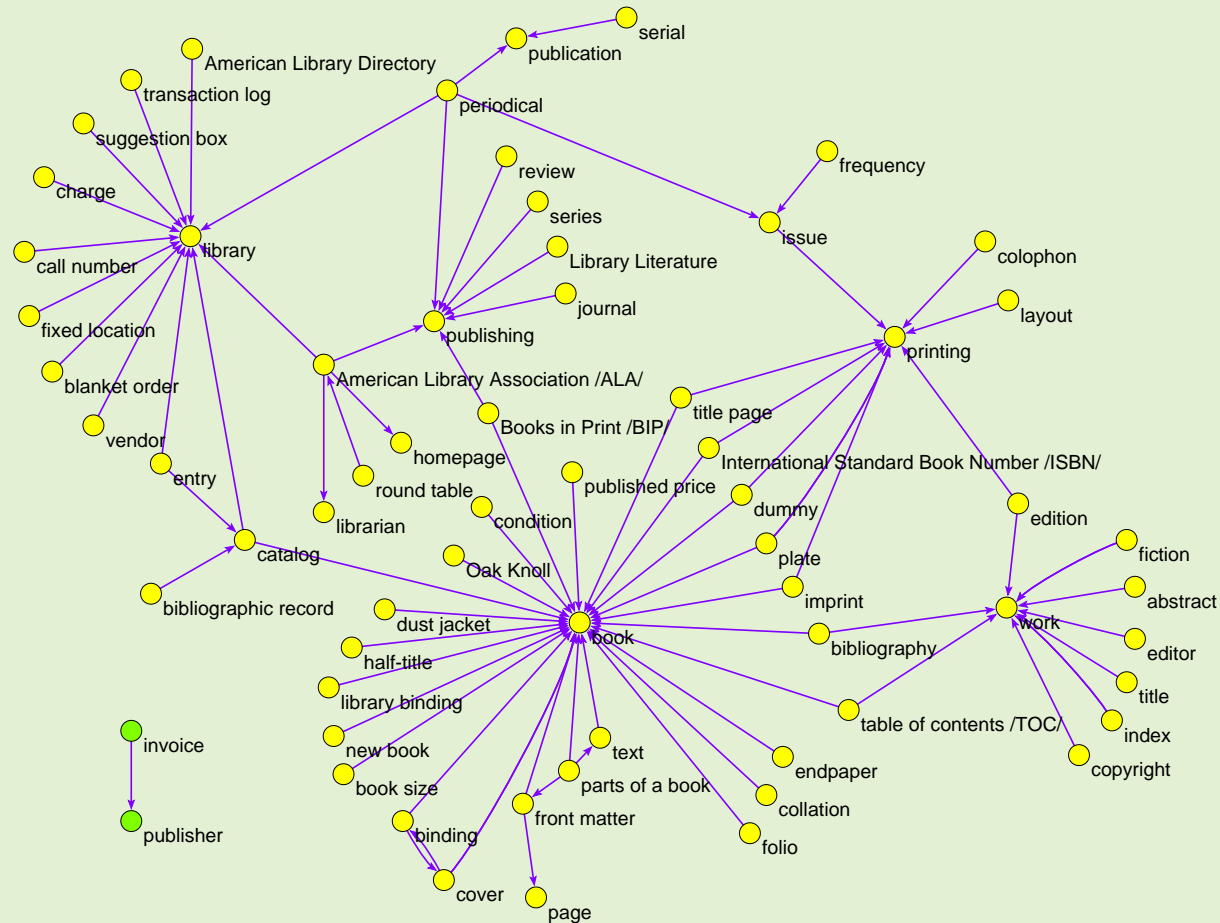 serial
publication
American Library Directory
transaction log
periodical
suggestion box
review
frequency
charge
series
issue
library
colophon
call number
Library Literature
journal
layout
fixed location
publishing
printing
blanket order
American Library Association /ALA/
title page
Books in Print /BIP/
vendor
homepage
International Standard Book Number /ISBN/
entry
round table
published price
dummy
librarian
condition
edition
catalog
plate
fiction
Oak Knoll
bibliographic record
imprint
abstract
dust jacket
book
work
half-title
bibliography
editor
library binding
title
table of contents /TOC/
index
invoice
new book
text
endpaper
copyright
book size
parts of a book
collation
publisher
binding
front matter
folio
cover
page